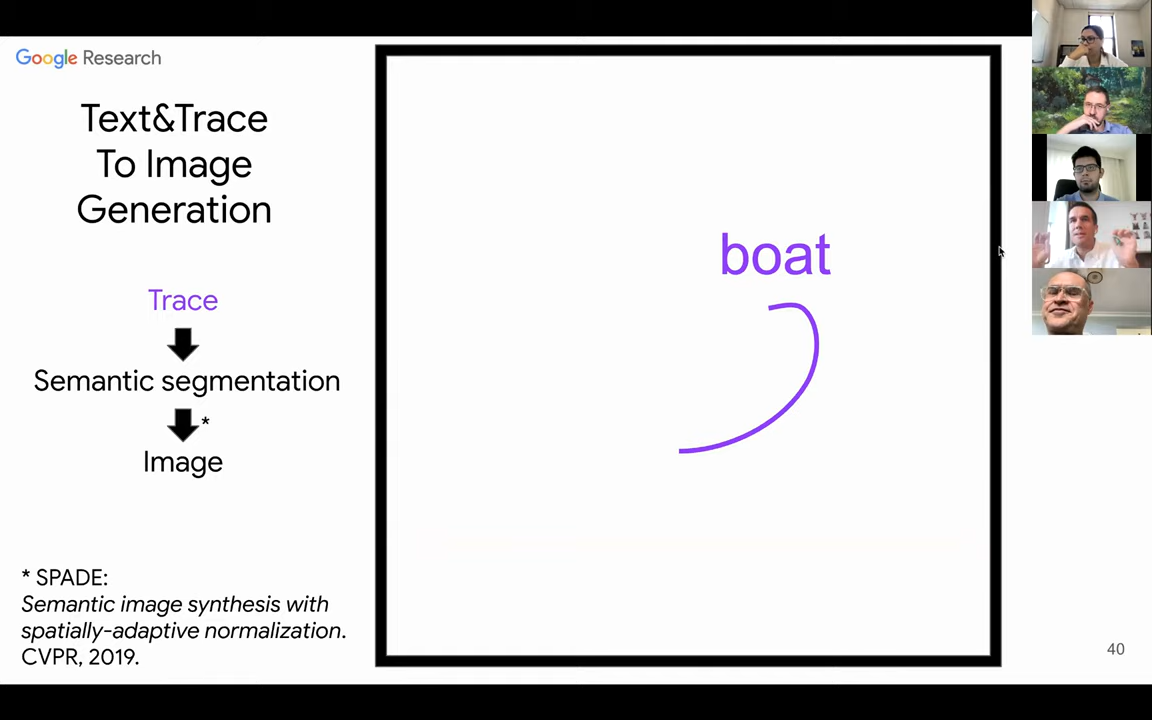 Google Research
Text&Trace
To Image
Generation
Trace
Semantic segmentation
*
Image
* SPADE:
Semantic image synthesis with
spatially-adaptive normalization.
CVPR, 2019.
boat
40